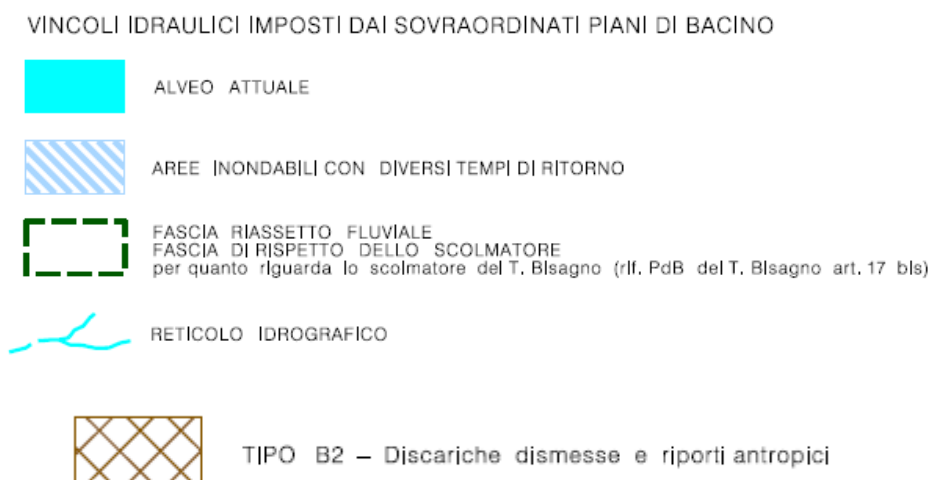 VINCOLI IDRAULICI IMPOSTI DAI SOVRAORDINATI PIANI DI BACINO
ALVEO ATTUALE
AREE INONDABILI CON DIVERSI TEMPI DI RITORNO
FASCIA RIASSETTO FLUVIALE
FASCIA DI RISPETTO DELLO SCOLMATORE
per quanto riguarda lo scolmatore del T. Bisagno (rif. PdB del T. Bisagno art. 17 bis)
RETICOLO IDROGRAFICO
TIPO B2 – Discariche dismesse e riporti antropici